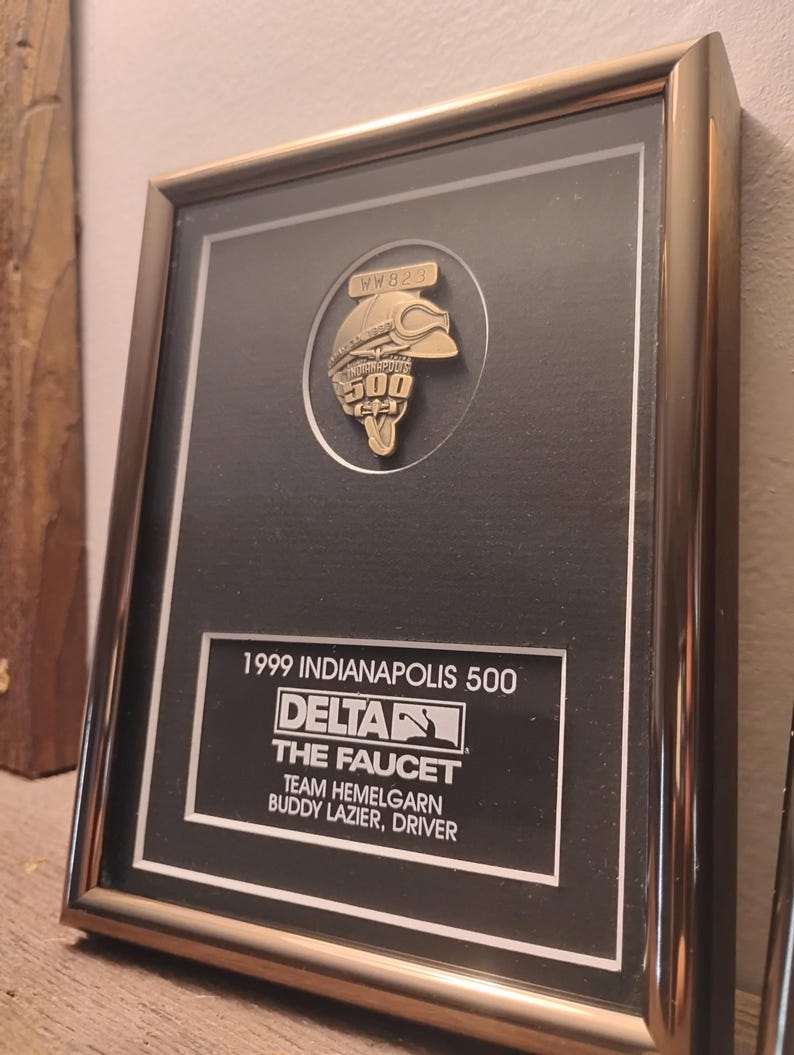 WW823
INDIANAPOLIS
500
1999 INDIANAPOLIS 500
DELTA
THE FAUCET
TEAM HEMELGARN
BUDDY LAZIER, DRIVER